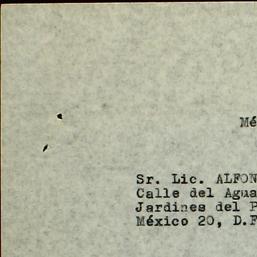 Mé
Sr. Lic. ALFON
Calle del Agua
Jardines del P
México 20, D.F